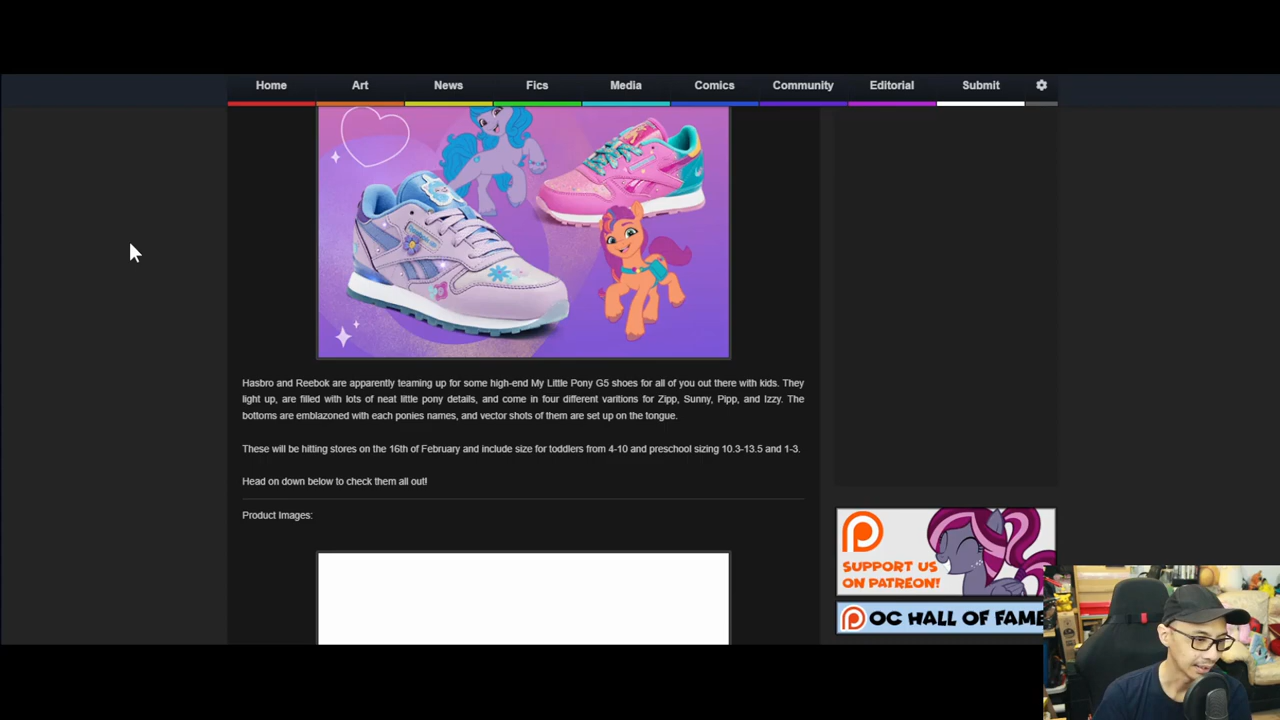 Home Art News Fics Media Comics Community Editorial Submit
Hasbro and Reebok are apparently teaming up for some high-end My Little Pony G5 shoes for all of you out there with kids. They
light up, are filled with lots of neat little pony details, and come in four different varitions for Zipp, Sunny, Pipp, and Izzy. The
bottoms are emblazoned with each ponies names, and vector shots of them are set up on the tongue.
These will be hitting stores on the 16th of February and include size for toddlers from 4-10 and preschool sizing 10.3-13.5 and 1-3.
Head on down below to check them all out!
Product Images:
SUPPORT US
ON PATREON!
OC HALL OF FAME